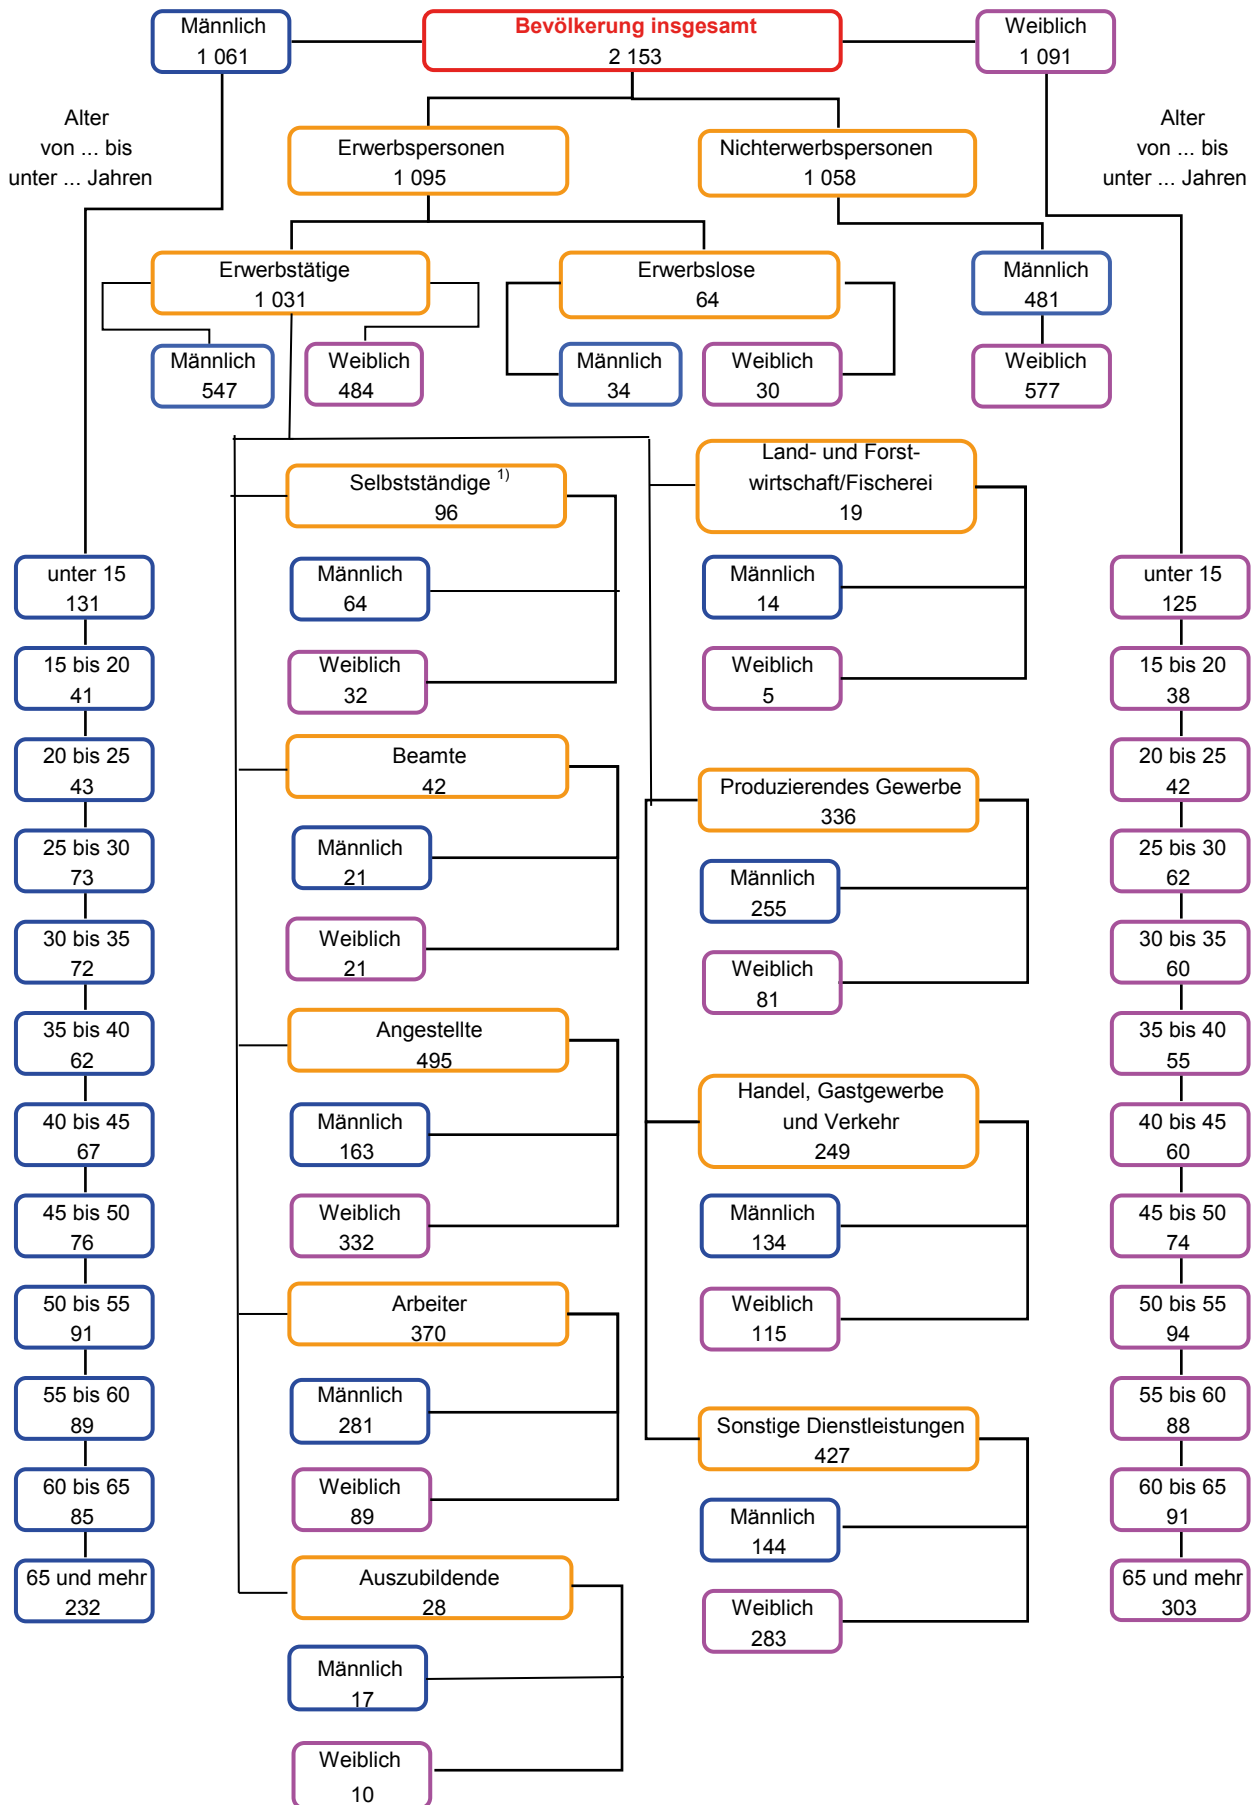 Männlich
1 061
Bevölkerung insgesamt
2 153
Weiblich
1 091
Alter
von ... bis
unter ... Jahren
Erwerbspersonen
1 095
Nichterwerbspersonen
1 058
Alter
von ... bis
unter ... Jahren
Erwerbstätige
1 031
Erwerbslose
64
Männlich
481
Männlich
547
Weiblich
484
Männlich
34
Weiblich
30
Weiblich
577
Selbstständige 1)
96
Männlich
64
Weiblich
32
Beamte
42
Männlich
21
Weiblich
21
Angestellte
495
Männlich
163
Weiblich
332
Arbeiter
370
Männlich
281
Weiblich
89
Auszubildende
28
Männlich
17
Weiblich
10
Land- und Forst-
wirtschaft/Fischerei
19
Männlich
14
Weiblich
5
Produzierendes Gewerbe
336
Männlich
255
Weiblich
81
Handel, Gastgewerbe
und Verkehr
249
Männlich
134
Weiblich
115
Sonstige Dienstleistungen
427
Männlich
144
Weiblich
283
unter 15
131
15 bis 20
41
20 bis 25
43
25 bis 30
73
30 bis 35
72
35 bis 40
62
40 bis 45
67
45 bis 50
76
50 bis 55
91
55 bis 60
89
60 bis 65
85
65 und mehr
232
unter 15
125
15 bis 20
38
20 bis 25
42
25 bis 30
62
30 bis 35
60
35 bis 40
55
40 bis 45
60
45 bis 50
74
50 bis 55
94
55 bis 60
88
60 bis 65
91
65 und mehr
303